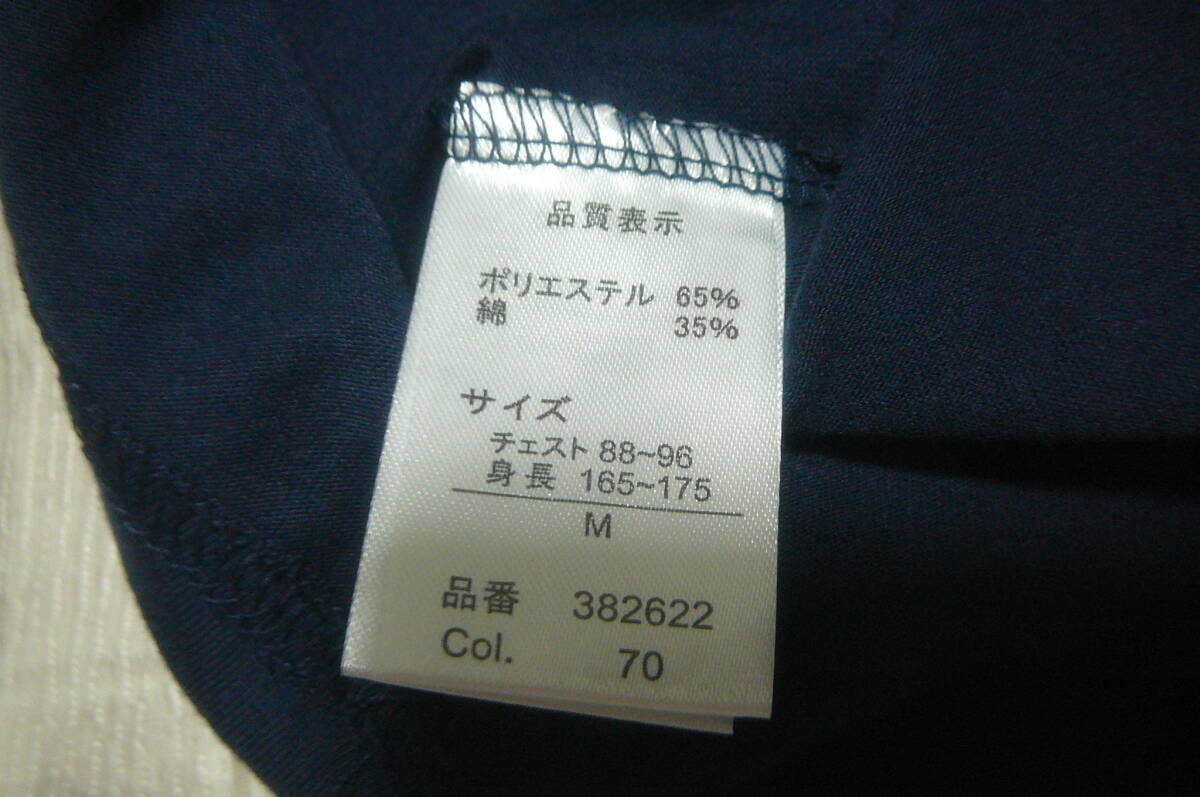 品質表示
ポリエステル 65%
綿 35%
サイズ
チェスト 88~96
身長 165~175
M
品番 382622
Col. 70